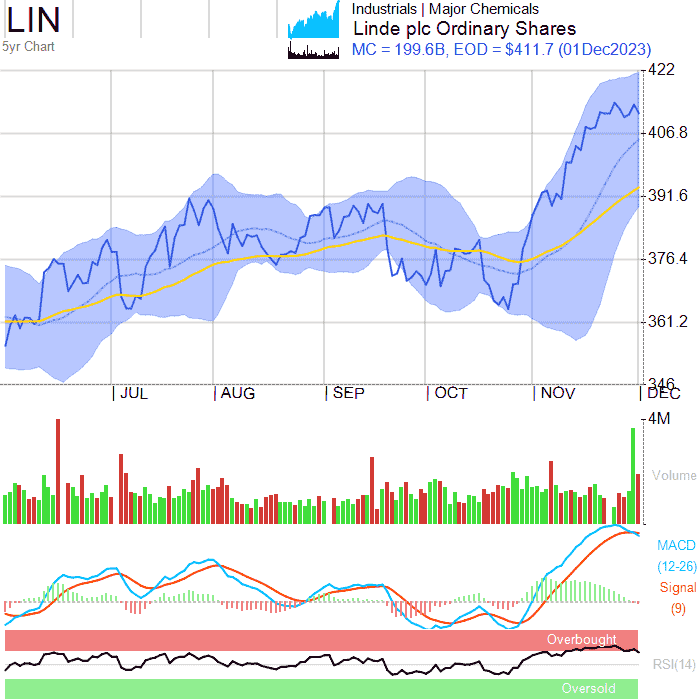 LIN
5yr Chart
Industrials | Major Chemicals
Linde plc Ordinary Shares
MC = 199.6B, EOD = $411.7 (01Dec2023)
422
406.8
391.6
376.4
361.2
346
JUL AUG SEP OCT NOV DEC
4M
Volume
MACD
(12-26)
Signal
(9)
Overbought
RSI(14)
Oversold